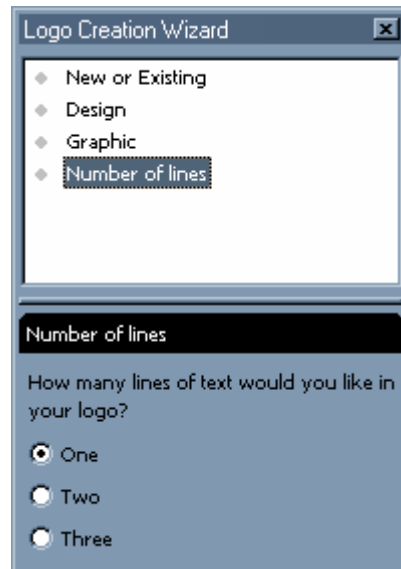 Logo Creation Wizard
New or Existing
Design
Graphic
Number of lines
Number of lines
How many lines of text would you like in
your logo?
One
Two
Three